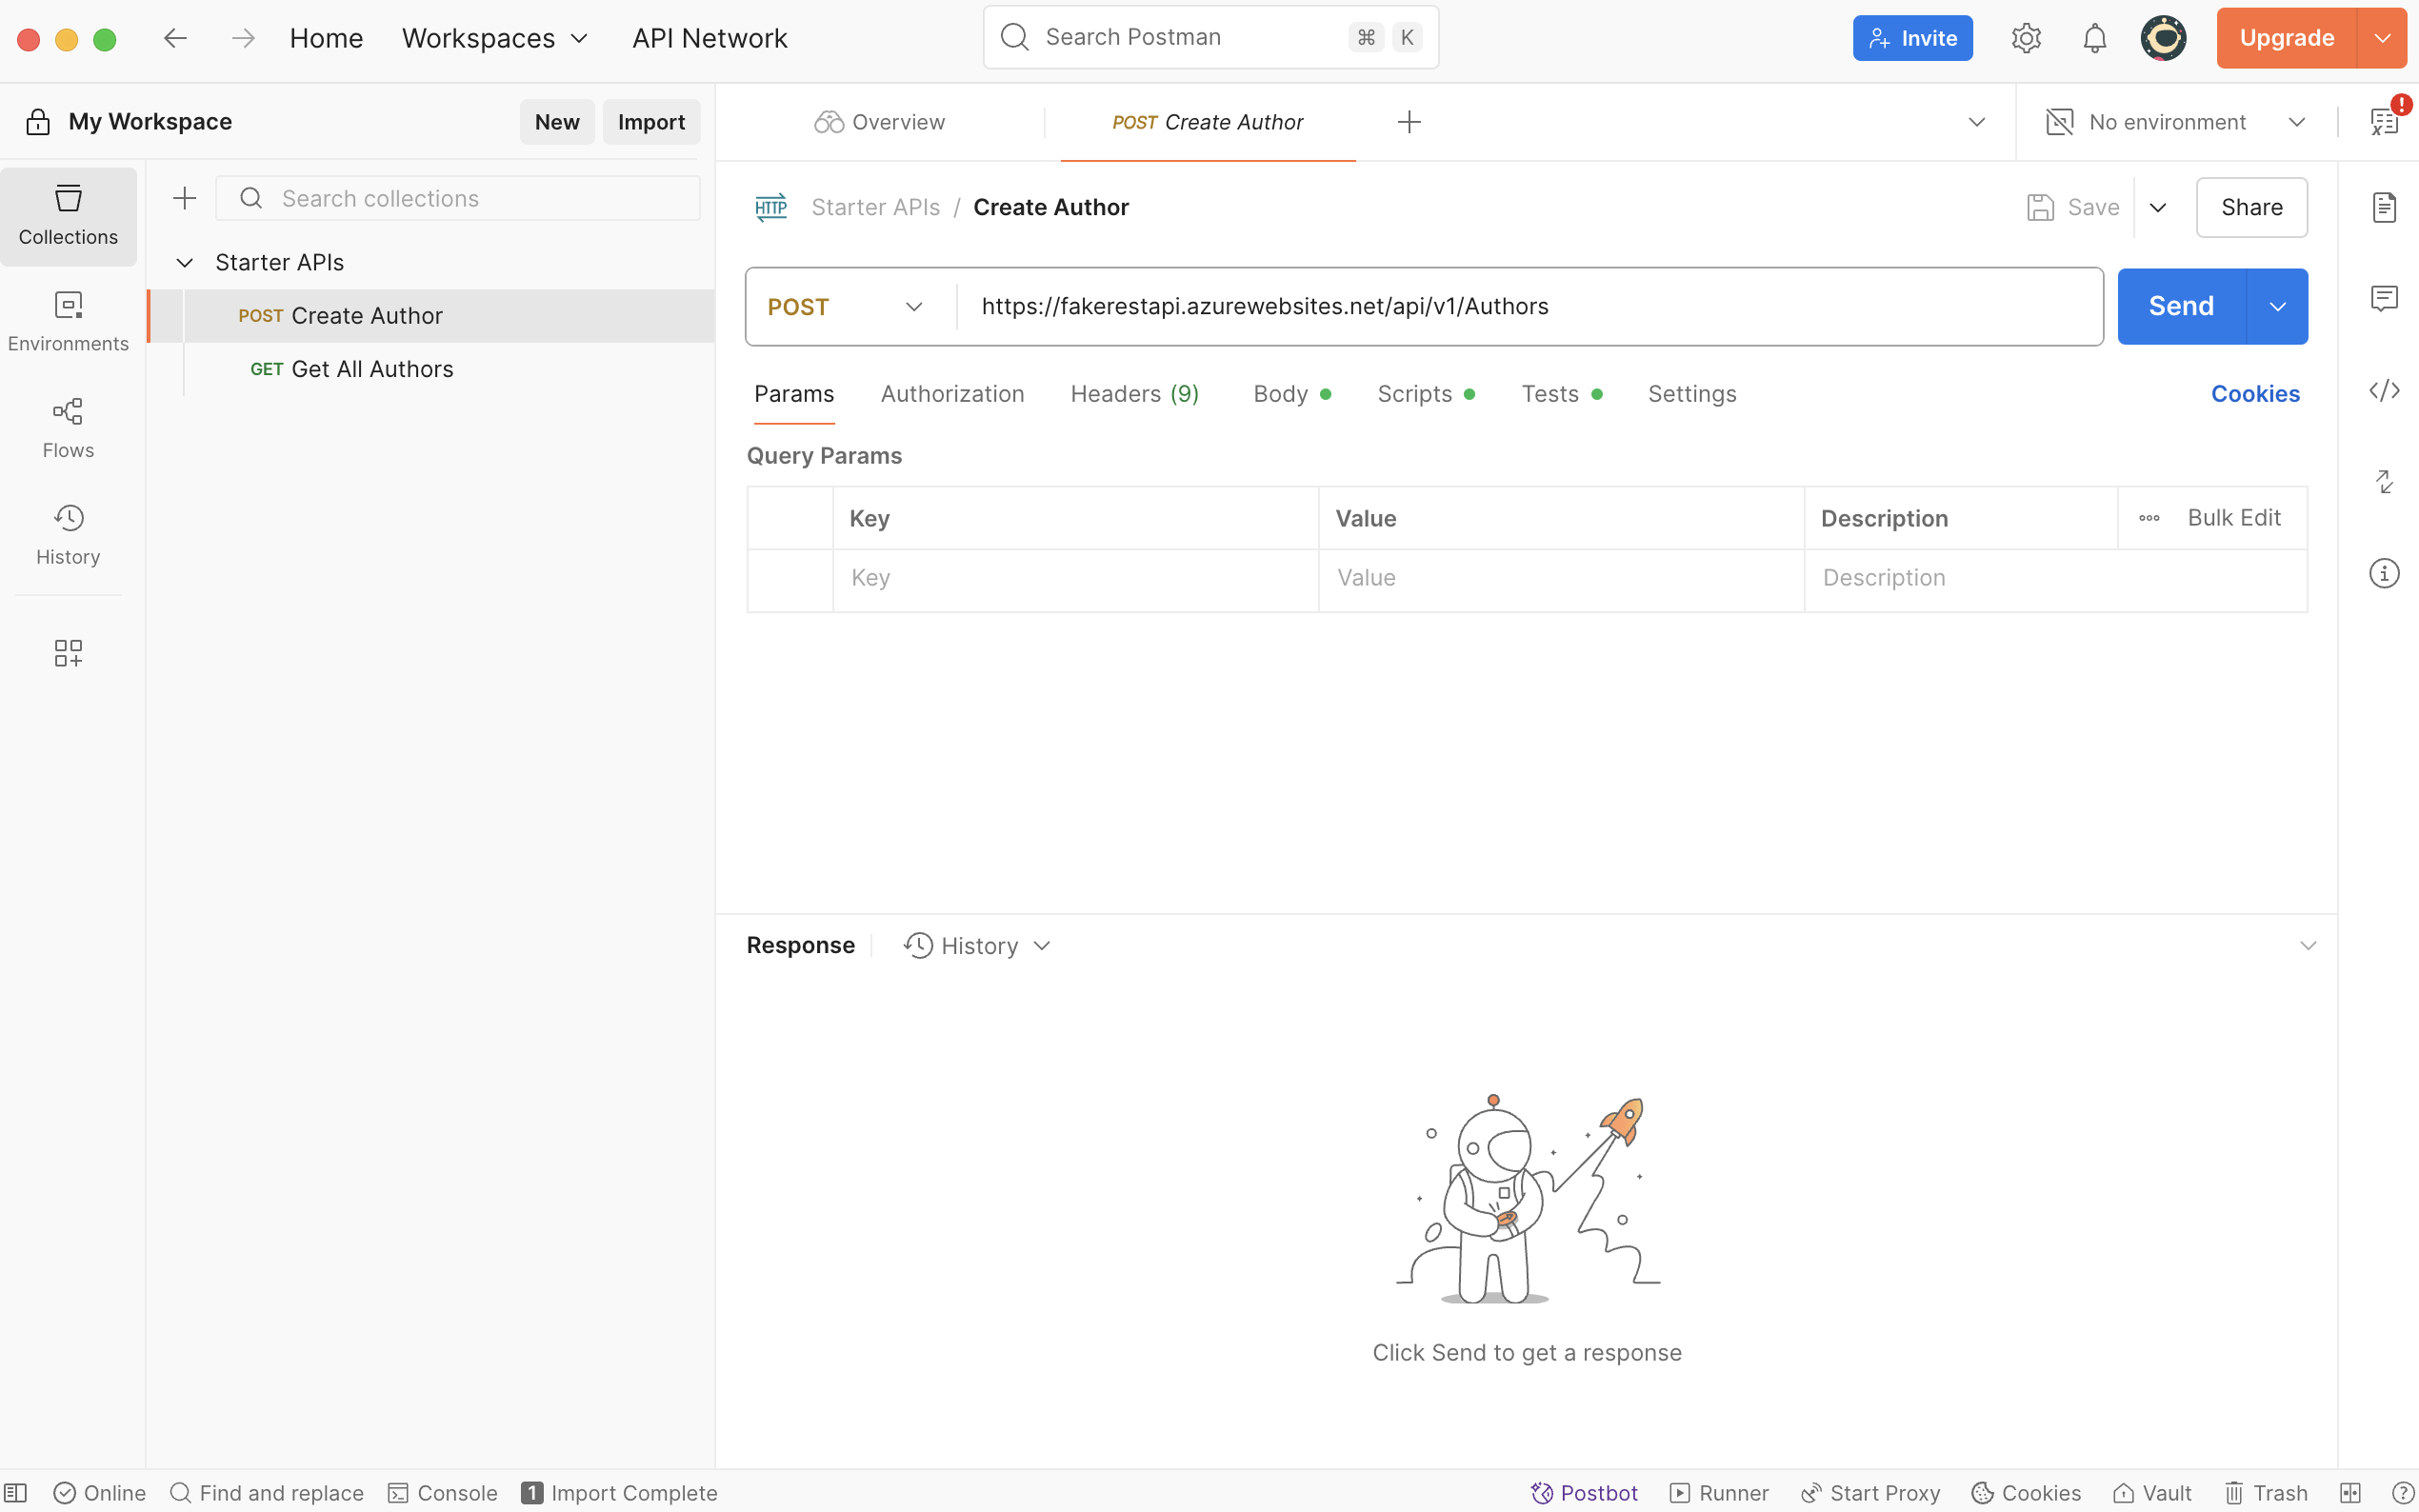 Home Workspaces API Network Search Postman ⌘ K Invite Upgrade
My Workspace New Import Overview POST Create Author No environment
Collections
Environments
Flows
History
Search collections
Starter APIs
POST Create Author
GET Get All Authors
HTTP Starter APIs / Create Author Save Share
POST https://fakerestapi.azurewebsites.net/api/v1/Authors Send
Params Authorization Headers (9) Body Scripts Tests Settings Cookies
Query Params
Key Value Description Bulk Edit
Key Value Description
Response History
Click Send to get a response
Online Find and replace Console 1 Import Complete Postbot Runner Start Proxy Cookies Vault Trash